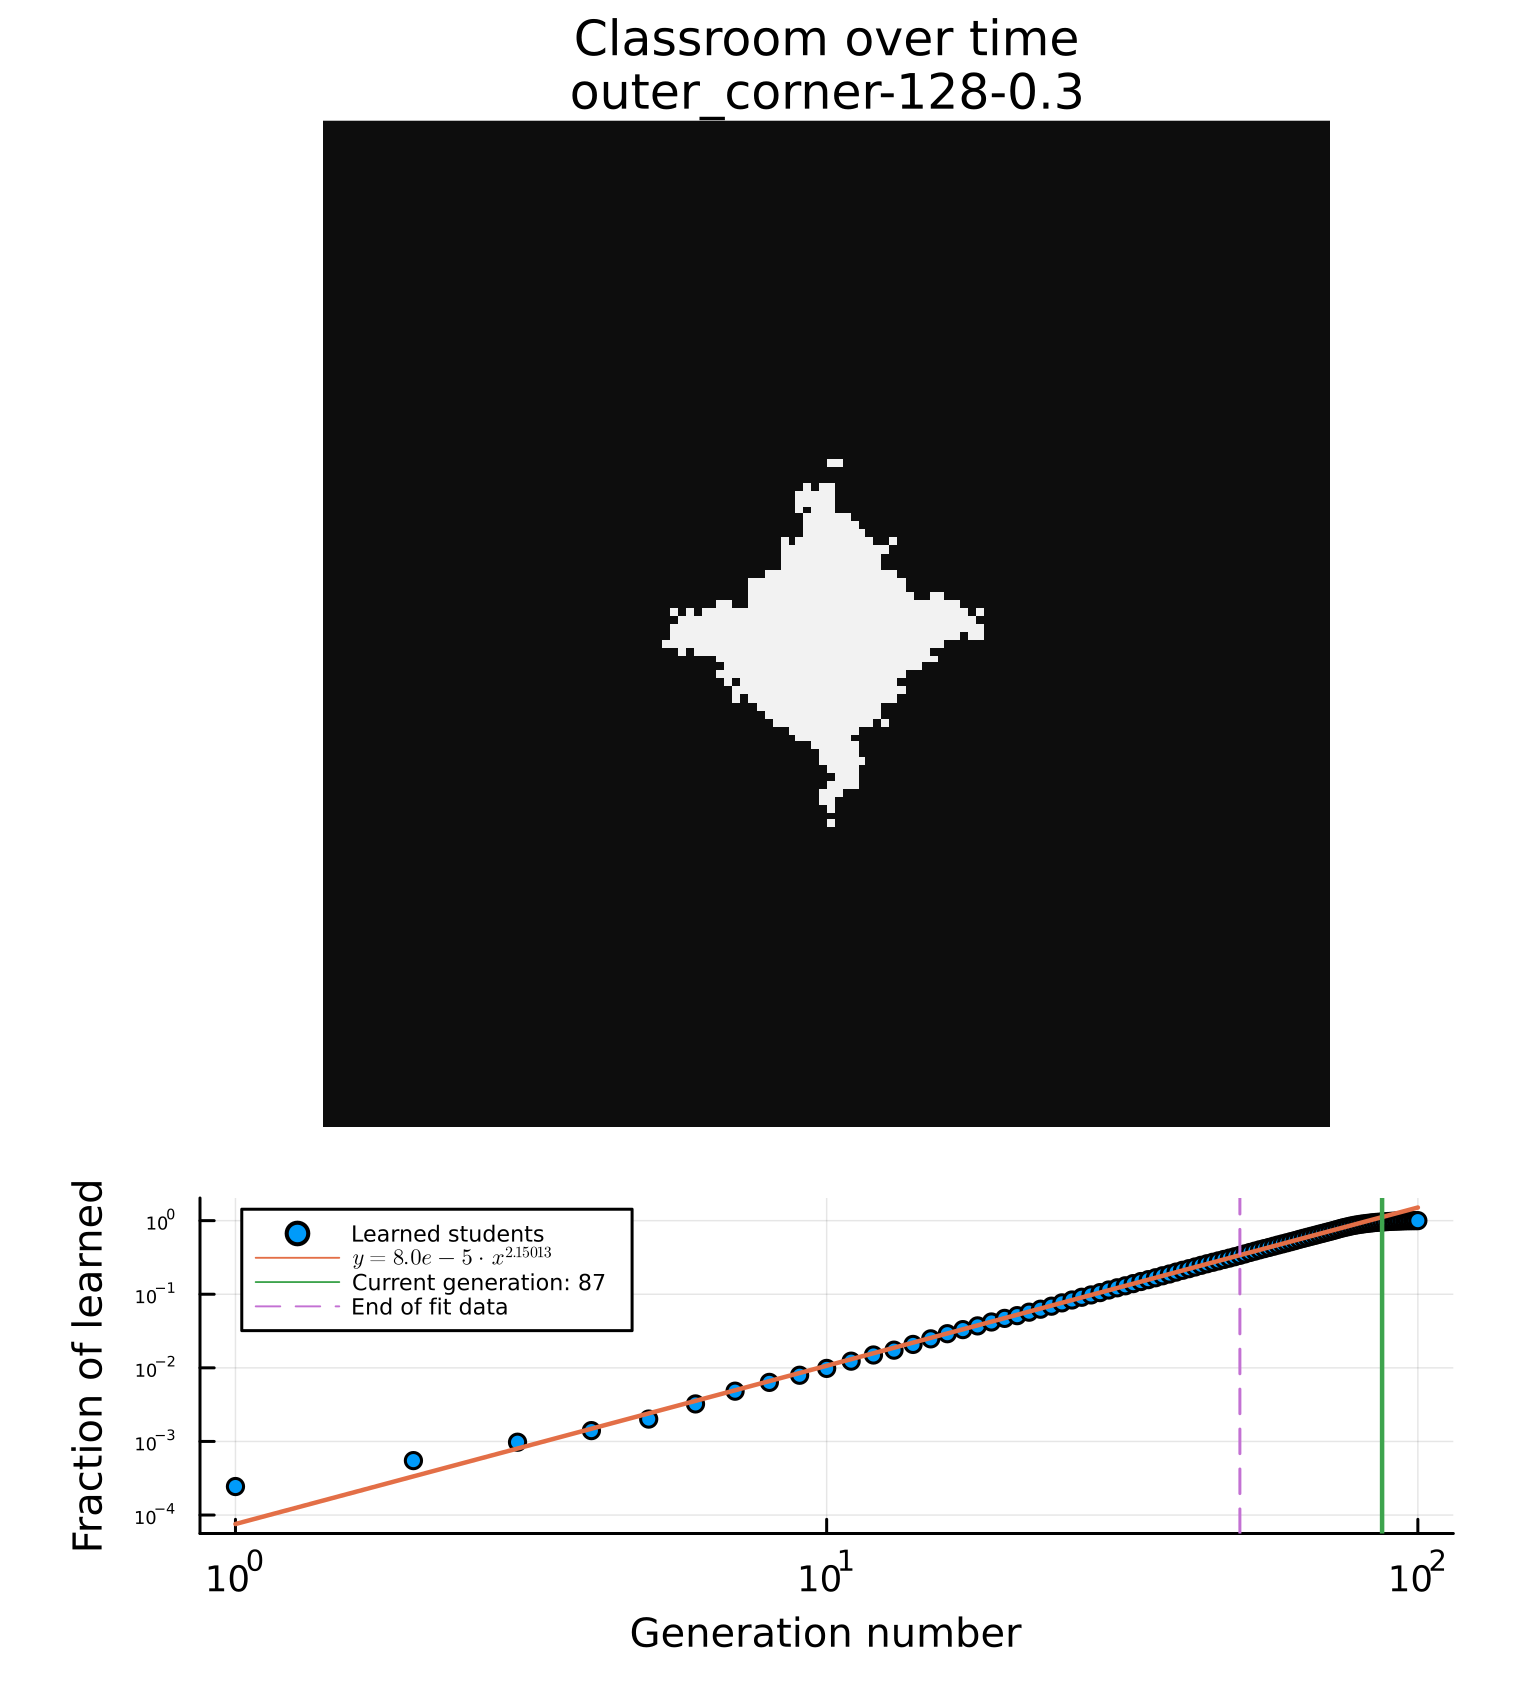 Classroom over time
outer_corner-128-0.3
Fraction of learned
10^0
10^−1
10^−2
10^−3
10^−4
Learned students
y = 8.0e − 5 · x^2.15013
Current generation: 87
End of fit data
10^0
10^1
10^2
Generation number